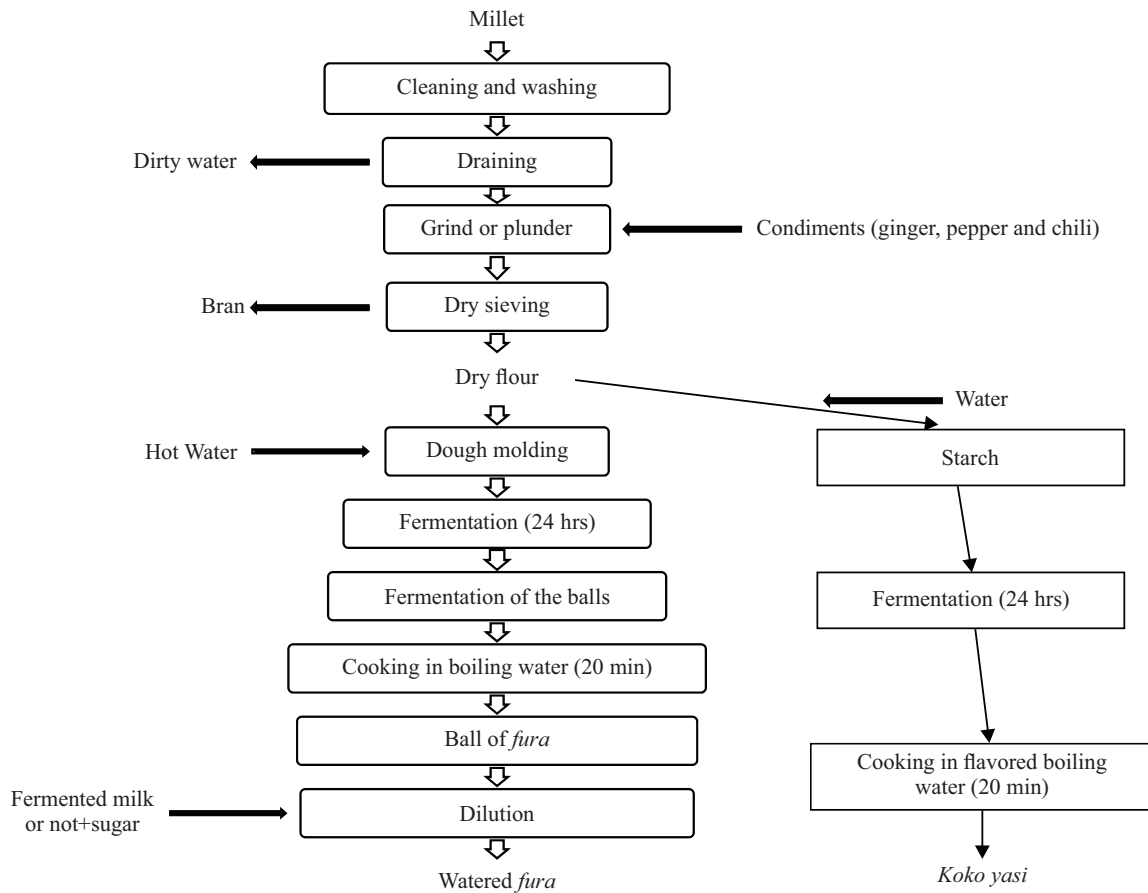 Millet
Cleaning and washing
Dirty water
Draining
Grind or plunder
Condiments (ginger, pepper and chili)
Bran
Dry sieving
Dry flour
Water
Hot Water
Dough molding
Starch
Fermentation (24 hrs)
Fermentation of the balls
Fermentation (24 hrs)
Cooking in boiling water (20 min)
Ball of fura
Cooking in flavored boiling
water (20 min)
Fermented milk
or not+sugar
Dilution
Watered fura
Koko yasi